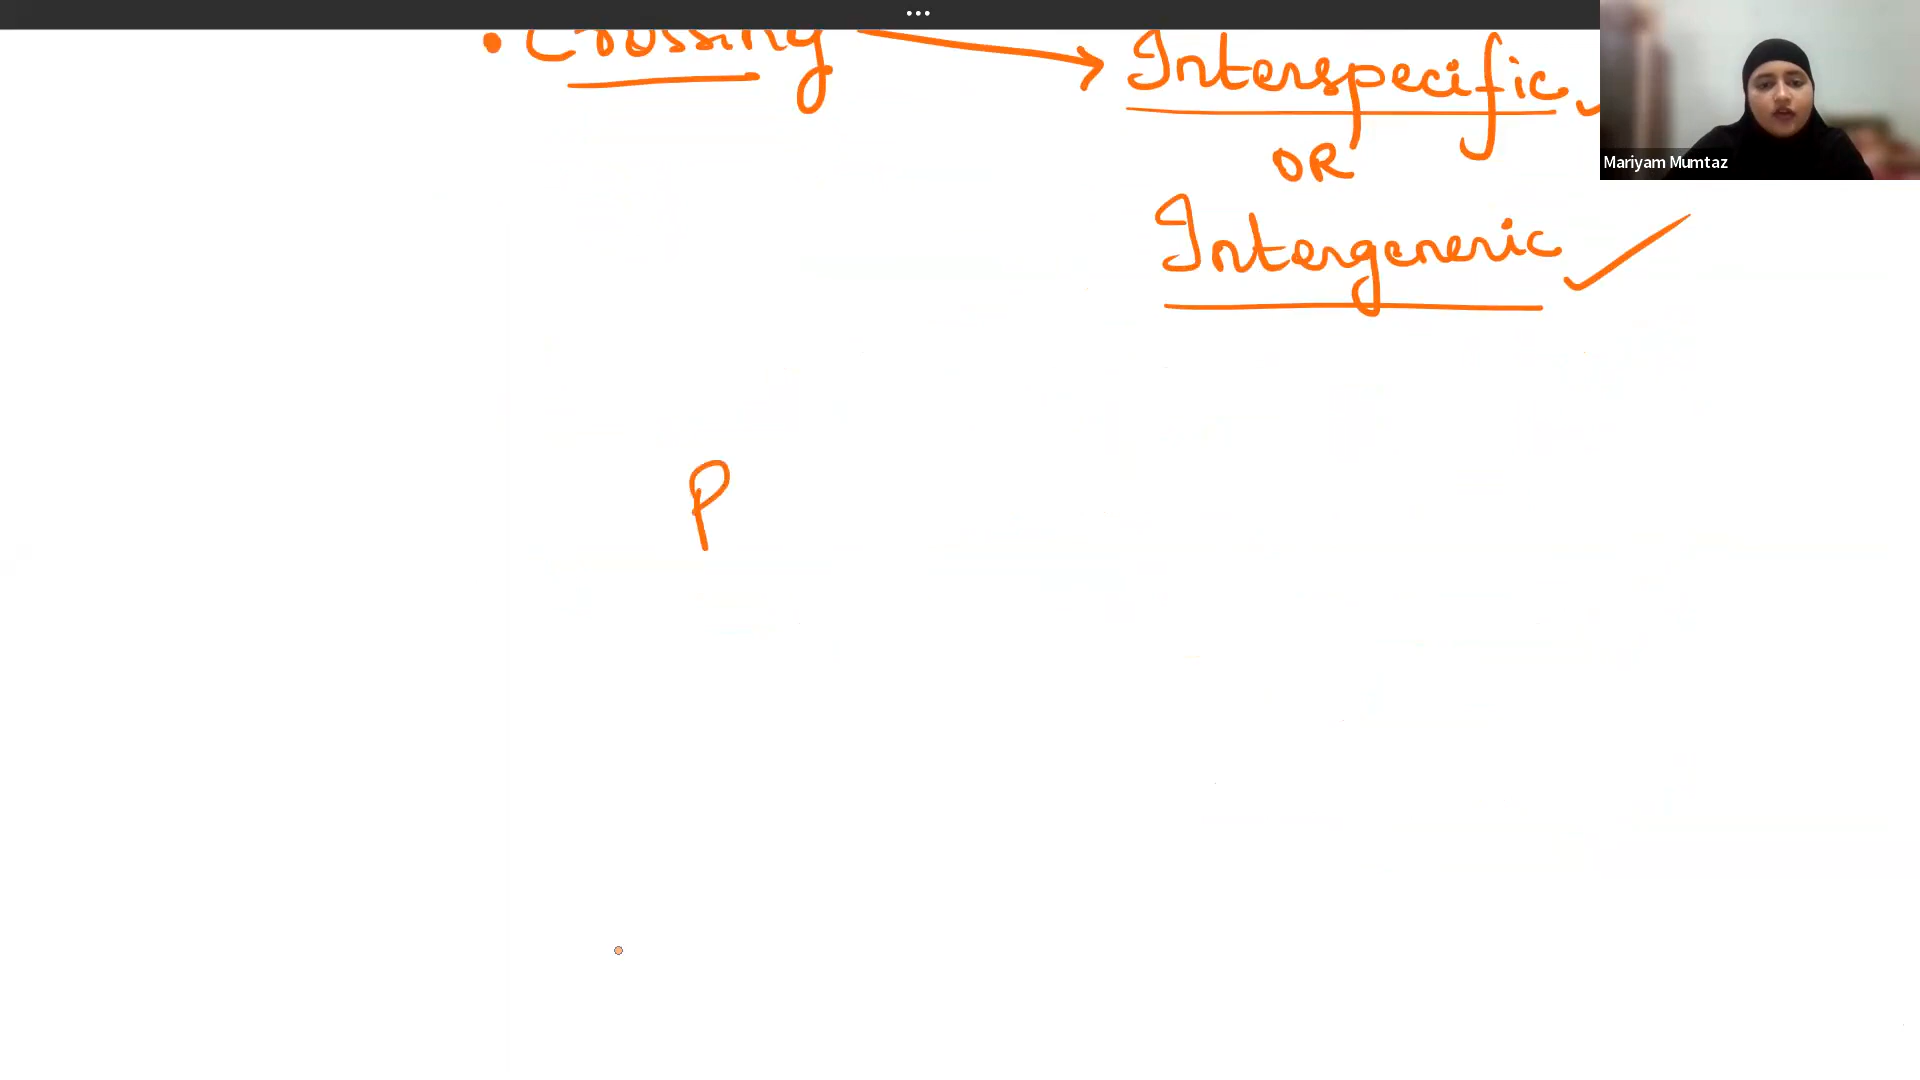 • Crossing → Interspecific ✓
OR
Intergeneric ✓
P
Mariyam Mumtaz